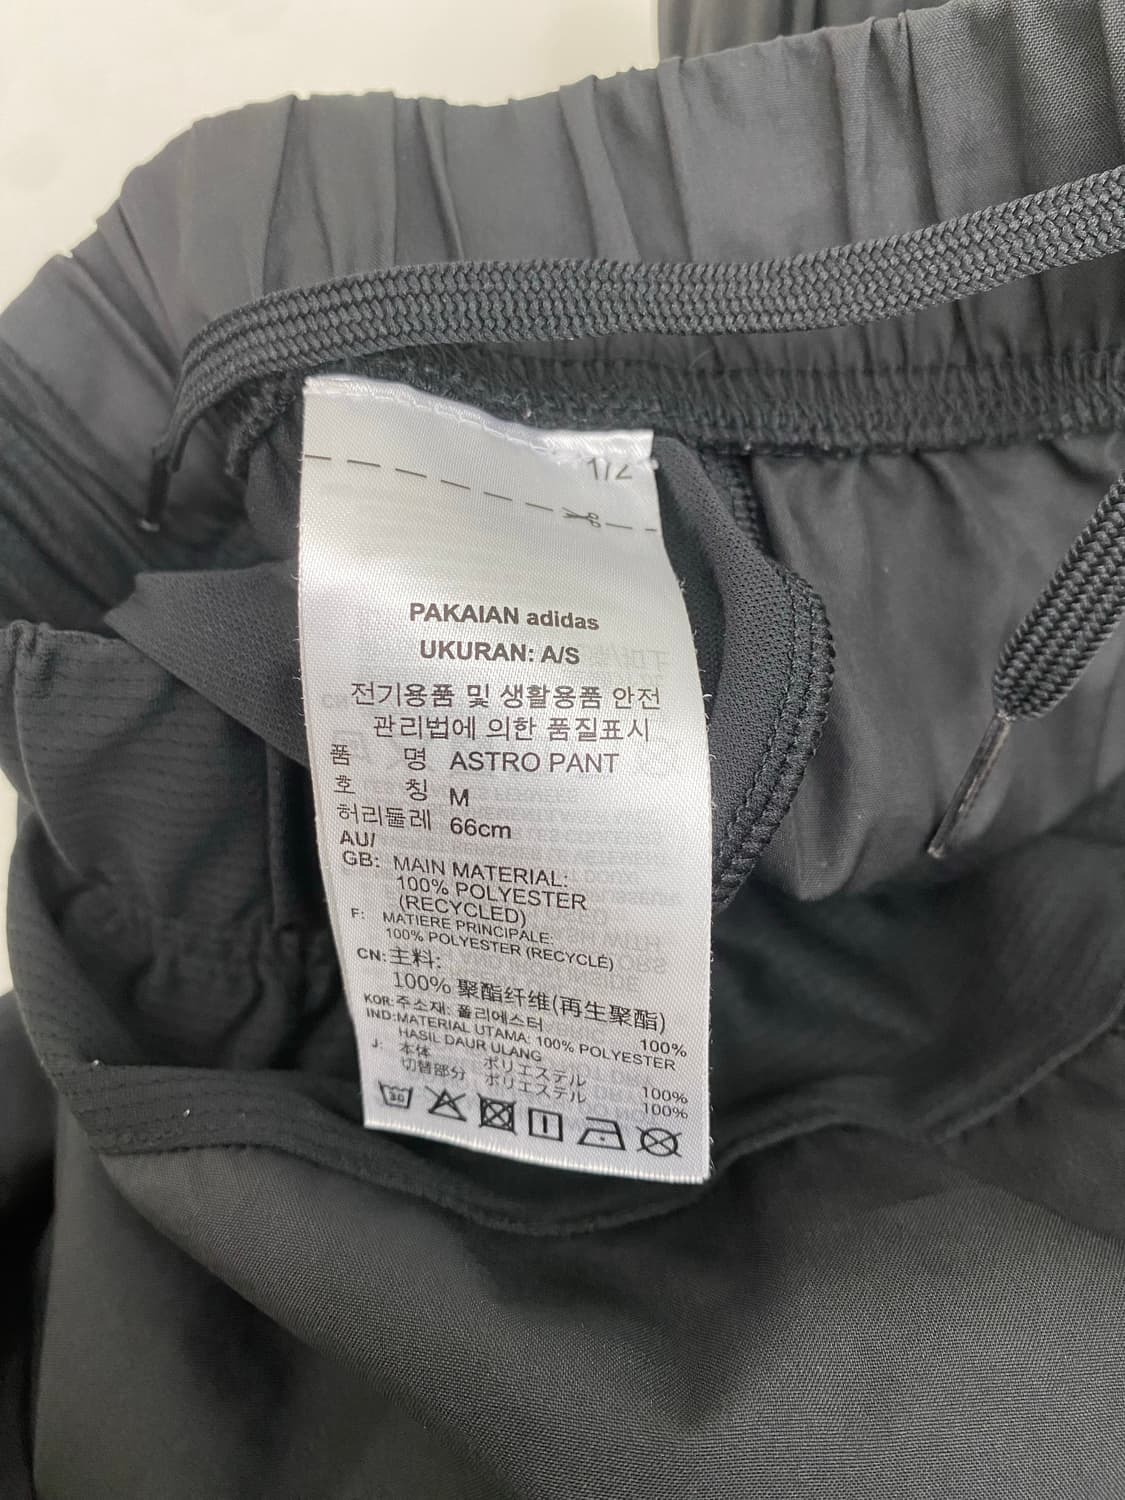 1/2
PAKAIAN adidas
UKURAN: A/S
전기용품 및 생활용품 안전
관리법에 의한 품질표시
품 명 ASTRO PANT
호 칭 M
허리둘레 66cm
AU/
GB: MAIN MATERIAL:
100% POLYESTER
(RECYCLED)
F: MATIERE PRINCIPALE:
100% POLYESTER (RECYCLÉ)
CN: 主料:
100% 聚酯纤维(再生聚酯)
KOR: 주소재: 폴리에스터 100%
IND: MATERIAL UTAMA: 100% POLYESTER
HASIL DAUR ULANG
J: 本体 ポリエステル 100%
切替部分 ポリエステル 100%
30